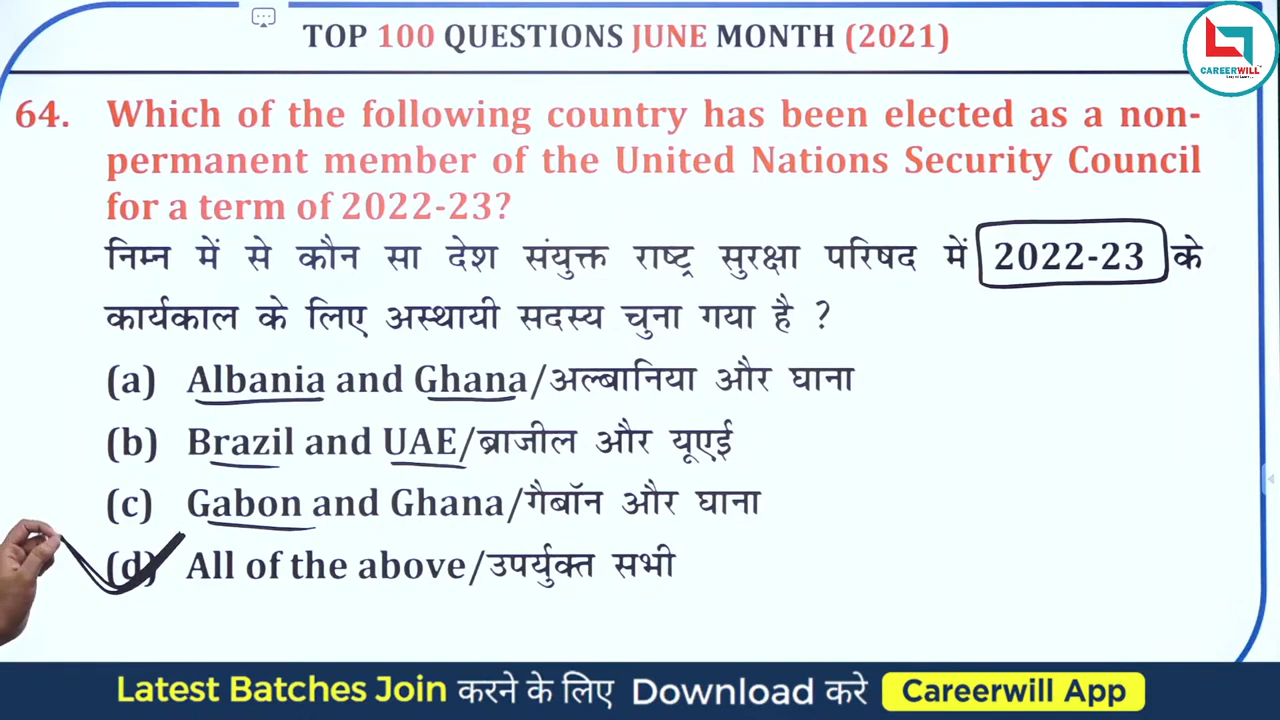 TOP 100 QUESTIONS JUNE MONTH (2021)
CAREERWILL
64. Which of the following country has been elected as a non-
permanent member of the United Nations Security Council
for a term of 2022-23?
निम्न में से कौन सा देश संयुक्त राष्ट्र सुरक्षा परिषद में 2022-23 के
कार्यकाल के लिए अस्थायी सदस्य चुना गया है ?
(a) Albania and Ghana/अल्बानिया और घाना
(b) Brazil and UAE/ब्राजील और यूएई
(c) Gabon and Ghana/गैबॉन और घाना
(d) All of the above/उपर्युक्त सभी
Latest Batches Join करने के लिए Download करे Careerwill App